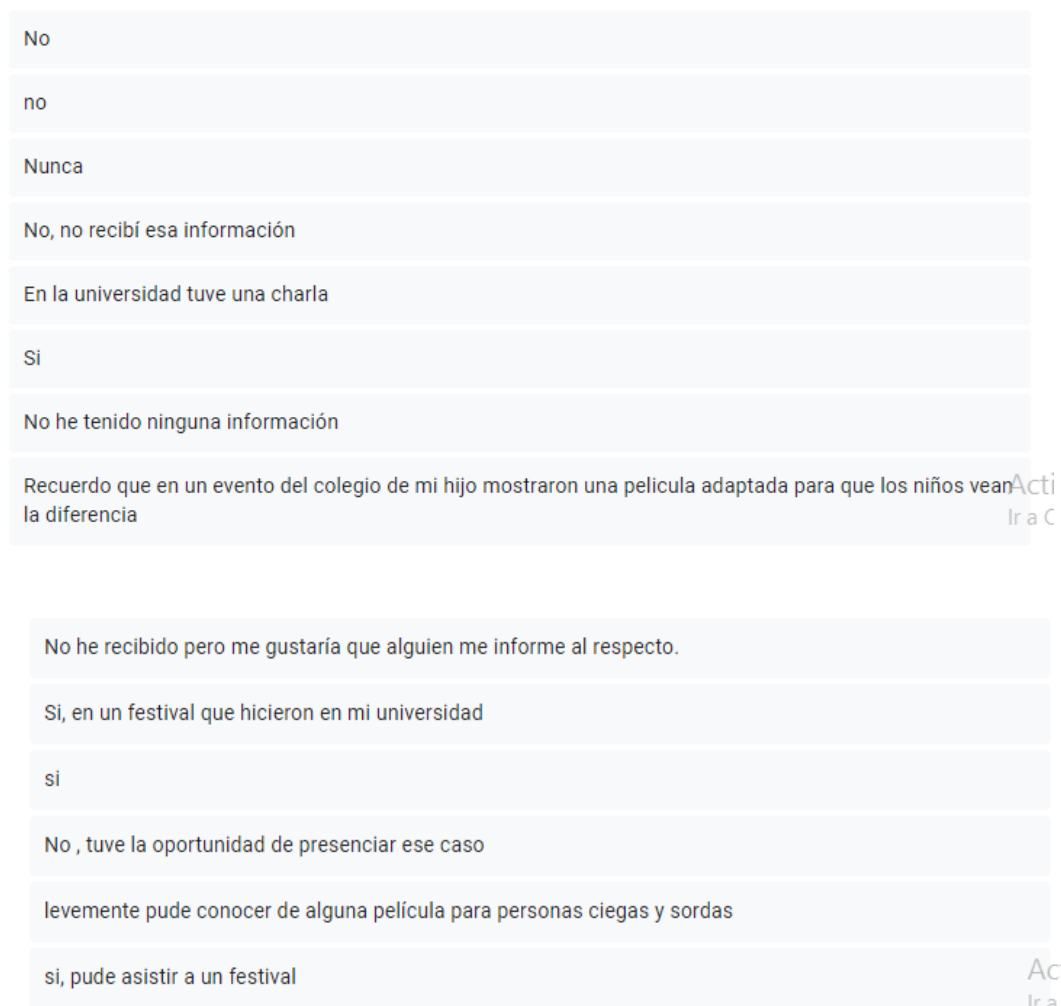 No
no
Nunca
No, no recibí esa información
En la universidad tuve una charla
Si
No he tenido ninguna información
Recuerdo que en un evento del colegio de mi hijo mostraron una pelicula adaptada para que los niños vean
la diferencia
Acti
Ir a C
No he recibido pero me gustaría que alguien me informe al respecto.
Si, en un festival que hicieron en mi universidad
si
No , tuve la oportunidad de presenciar ese caso
levemente pude conocer de alguna película para personas ciegas y sordas
si, pude asistir a un festival
Ac
Ir a